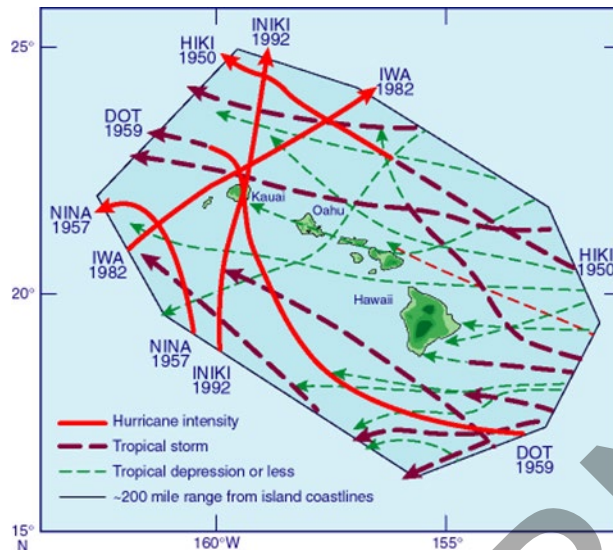 INIKI
1992
25°
HIKI
1950
IWA
1982
DOT
1959
Kauai
Oahu
NINA
1957
IWA
1982
HIKI
1950
20°
Hawaii
NINA
1957
INIKI
1992
Hurricane intensity
Tropical storm
Tropical depression or less
~200 mile range from island coastlines
DOT
1959
15°
N
160°W
155°